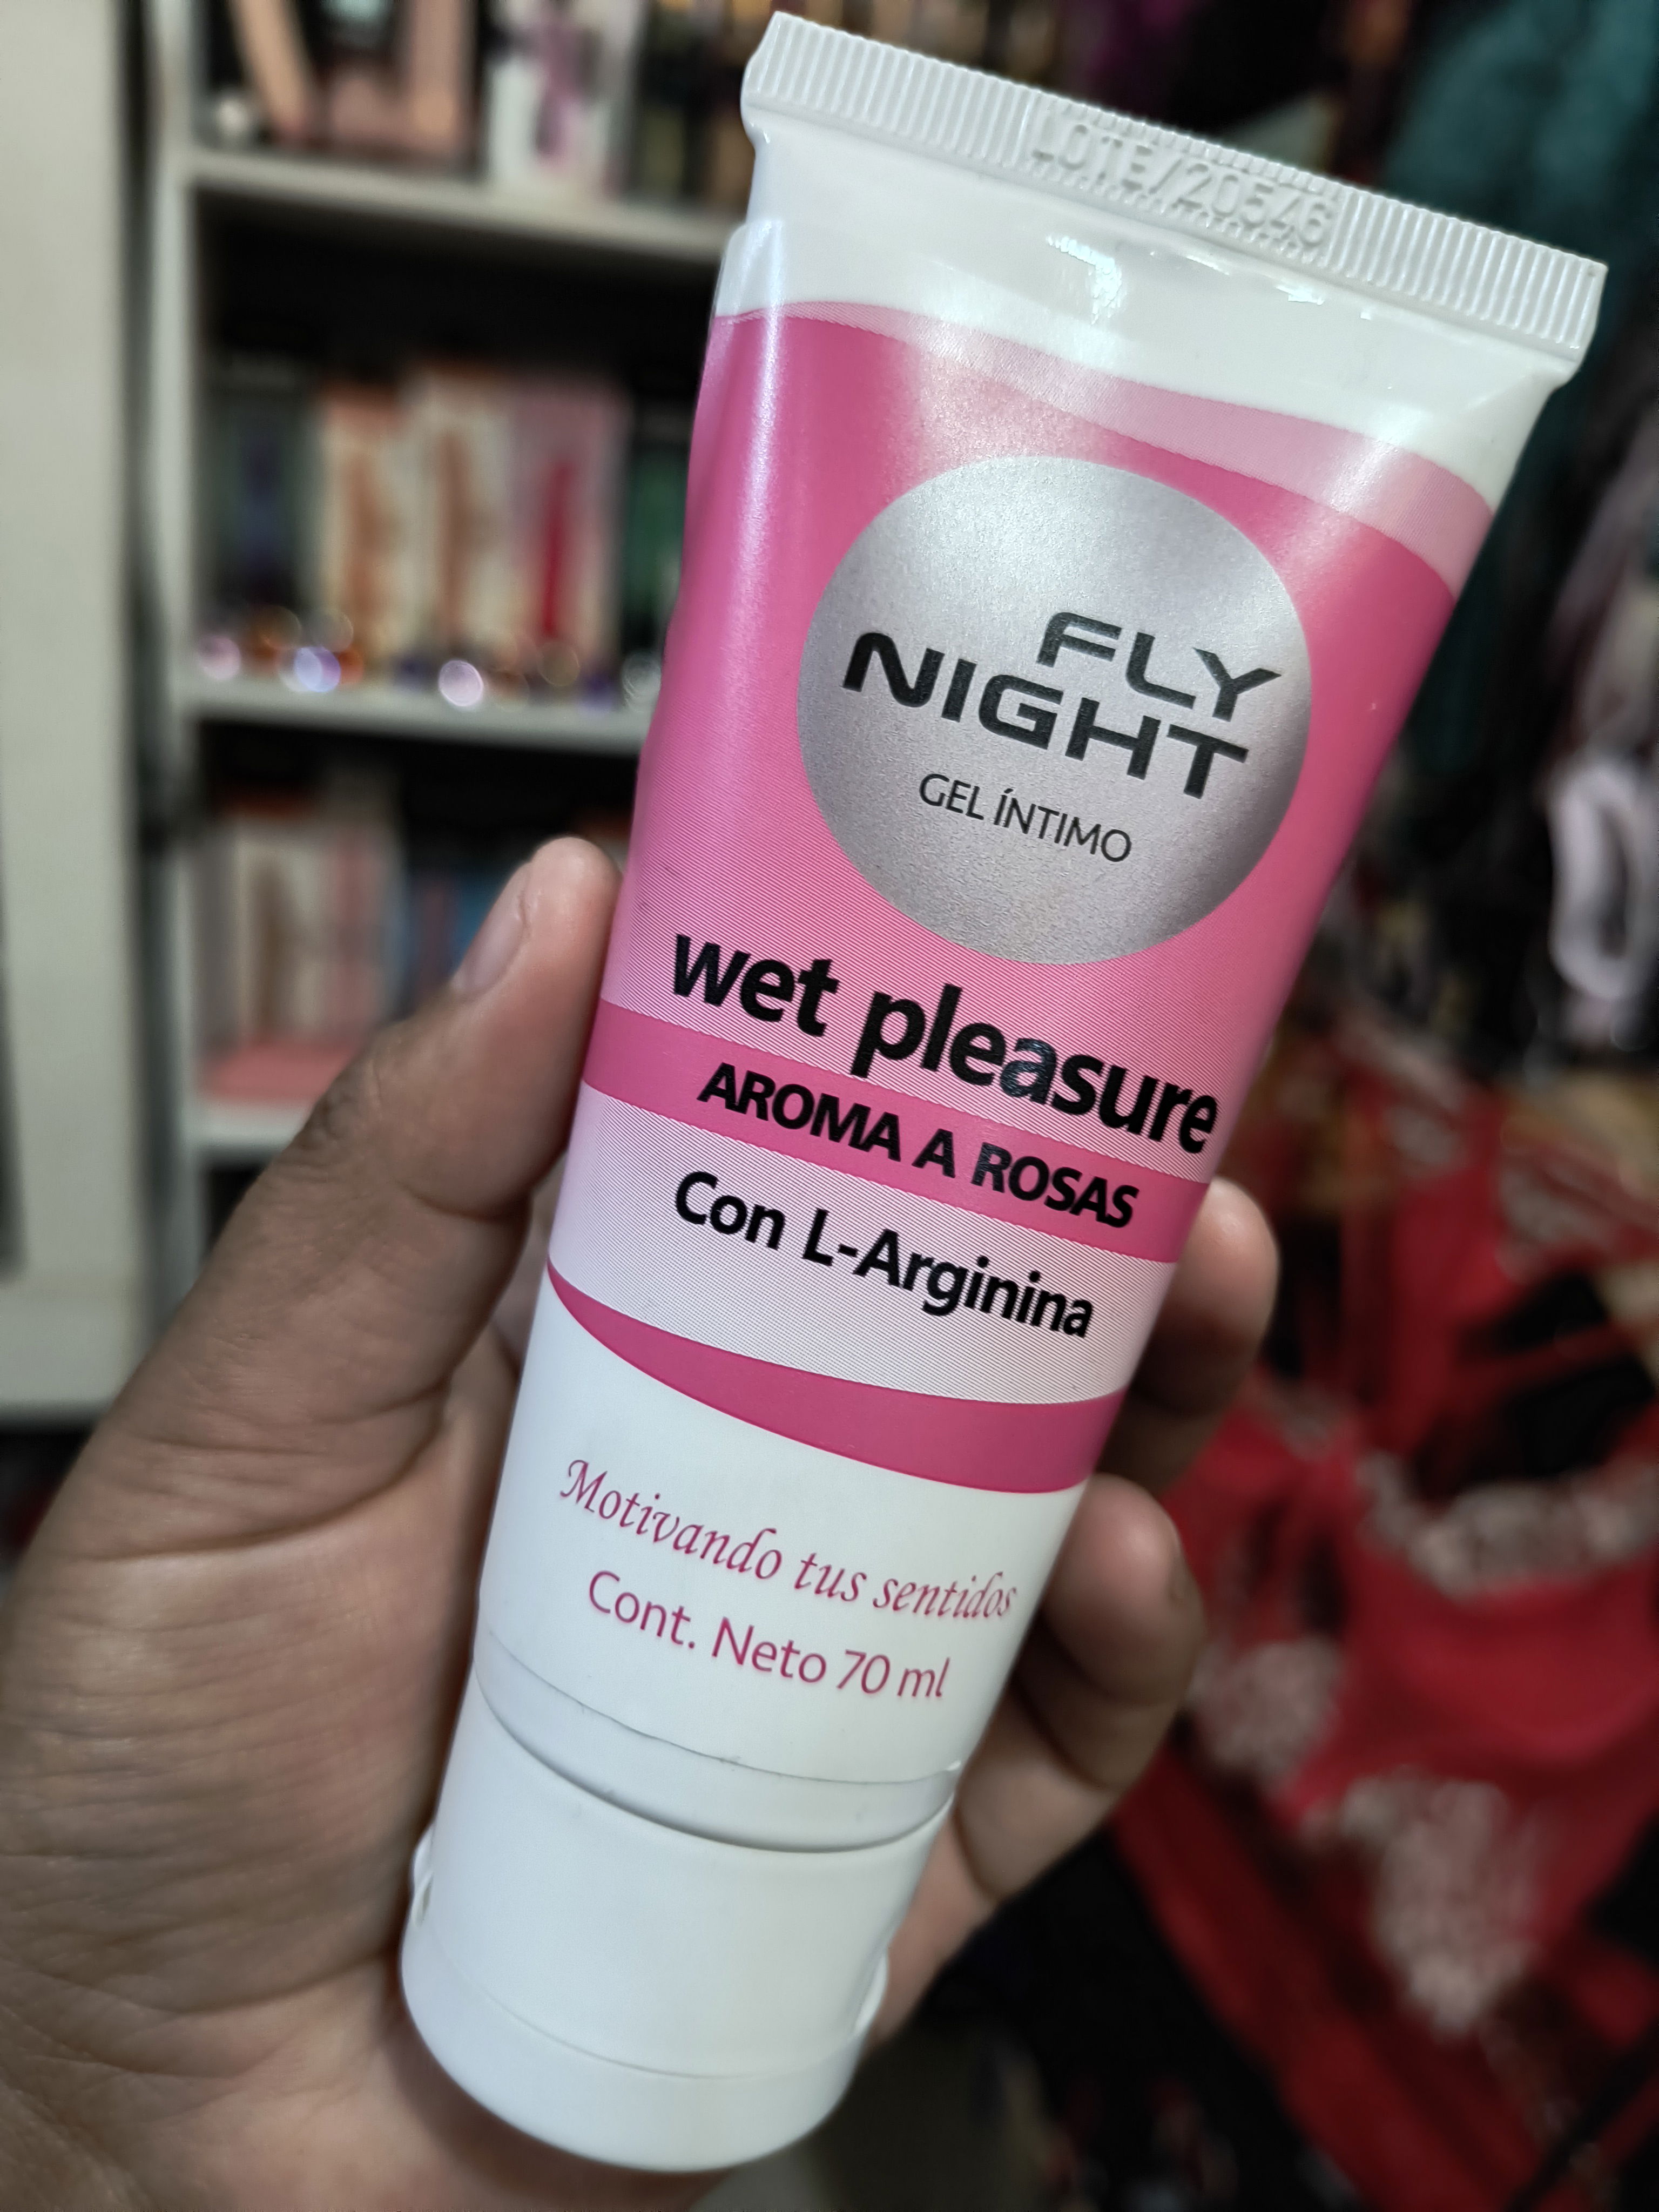 LOTE/20546
FLY
NIGHT
GEL ÍNTIMO
wet pleasure
AROMA A ROSAS
Con L-Arginina
Motivando tus sentidos
Cont. Neto 70 ml